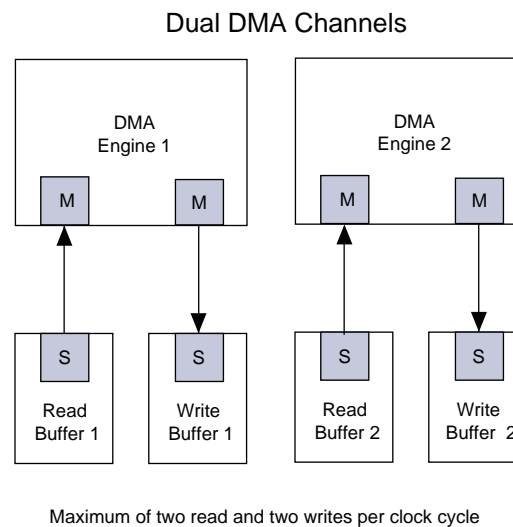 Dual DMA Channels
DMA
Engine 1
DMA
Engine 2
M
M
M
M
S
S
S
S
Read
Buffer 1
Write
Buffer 1
Read
Buffer 2
Write
Buffer 2
Maximum of two read and two writes per clock cycle